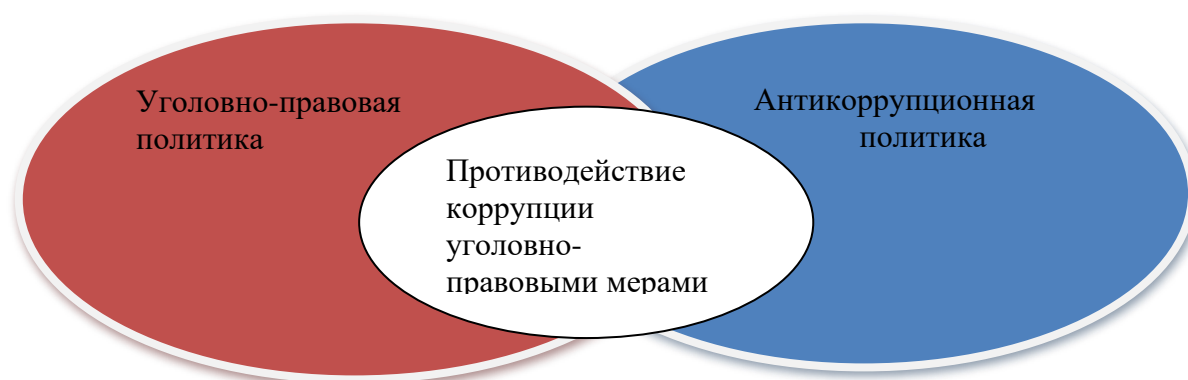 Уголовно-правовая
политика
Антикоррупционная
политика
Противодействие
коррупции
уголовно-
правовыми мерами